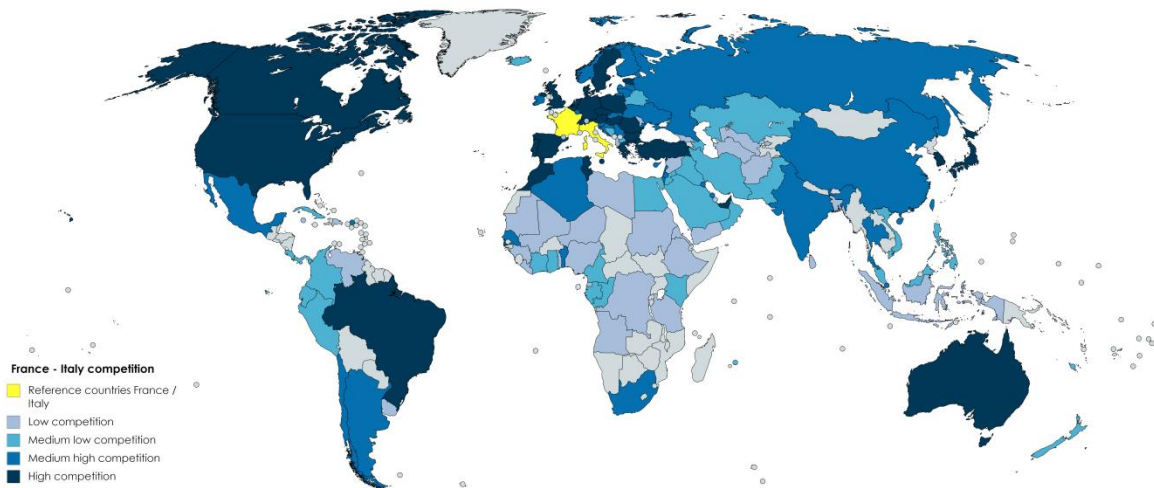 France - Italy competition
Reference countries France /
Italy
Low competition
Medium low competition
Medium high competition
High competition